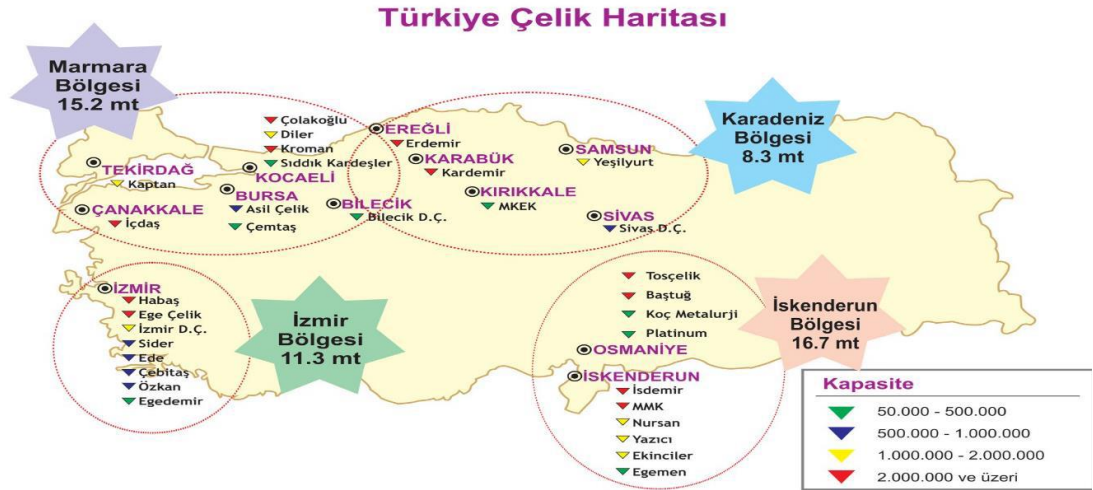 Türkiye Çelik Haritası
Marmara
Bölgesi
15.2 mt
Karadeniz
Bölgesi
8.3 mt
Çolakoğlu
Diler
Kroman
Sıddık Kardeşler
KOCAELİ
TEKİRDAĞ
Kaptan
ÇANAKKALE
İçdaş
BURSA
Asil Çelik
Çemtaş
BİLECİK
Bilecik D.Ç.
EREĞLİ
Erdemir
KARABÜK
Kardemir
KIRIKKALE
MKEK
SAMSUN
Yeşilyurt
SİVAS
Sivas D.Ç.
İZMİR
Habaş
Ege Çelik
İzmir D.Ç.
Sider
Ede
Çebitaş
Özkan
Egedemir
İzmir
Bölgesi
11.3 mt
Tosçelik
Baştuğ
Koç Metalurji
Platinum
OSMANİYE
İSKENDERUN
İsdemir
MMK
Nursan
Yazıcı
Ekinciler
Egemen
İskenderun
Bölgesi
16.7 mt
Kapasite
50.000 - 500.000
500.000 - 1.000.000
1.000.000 - 2.000.000
2.000.000 ve üzeri